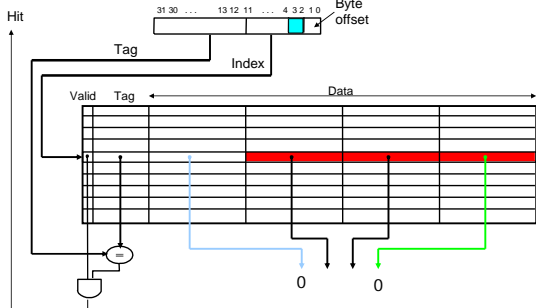 Hit
31 30 . . . 13 12 11 . . . 4 3 2 1 0
Byte
offset
Tag
Index
Valid Tag Data
=
0 0